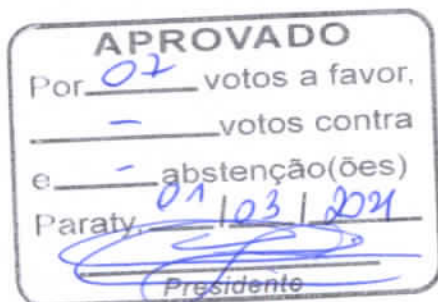 APROVADO
Por 07 votos a favor,
- votos contra
e - abstenção(ões)
Paraty, 01 / 03 / 2021
Presidente